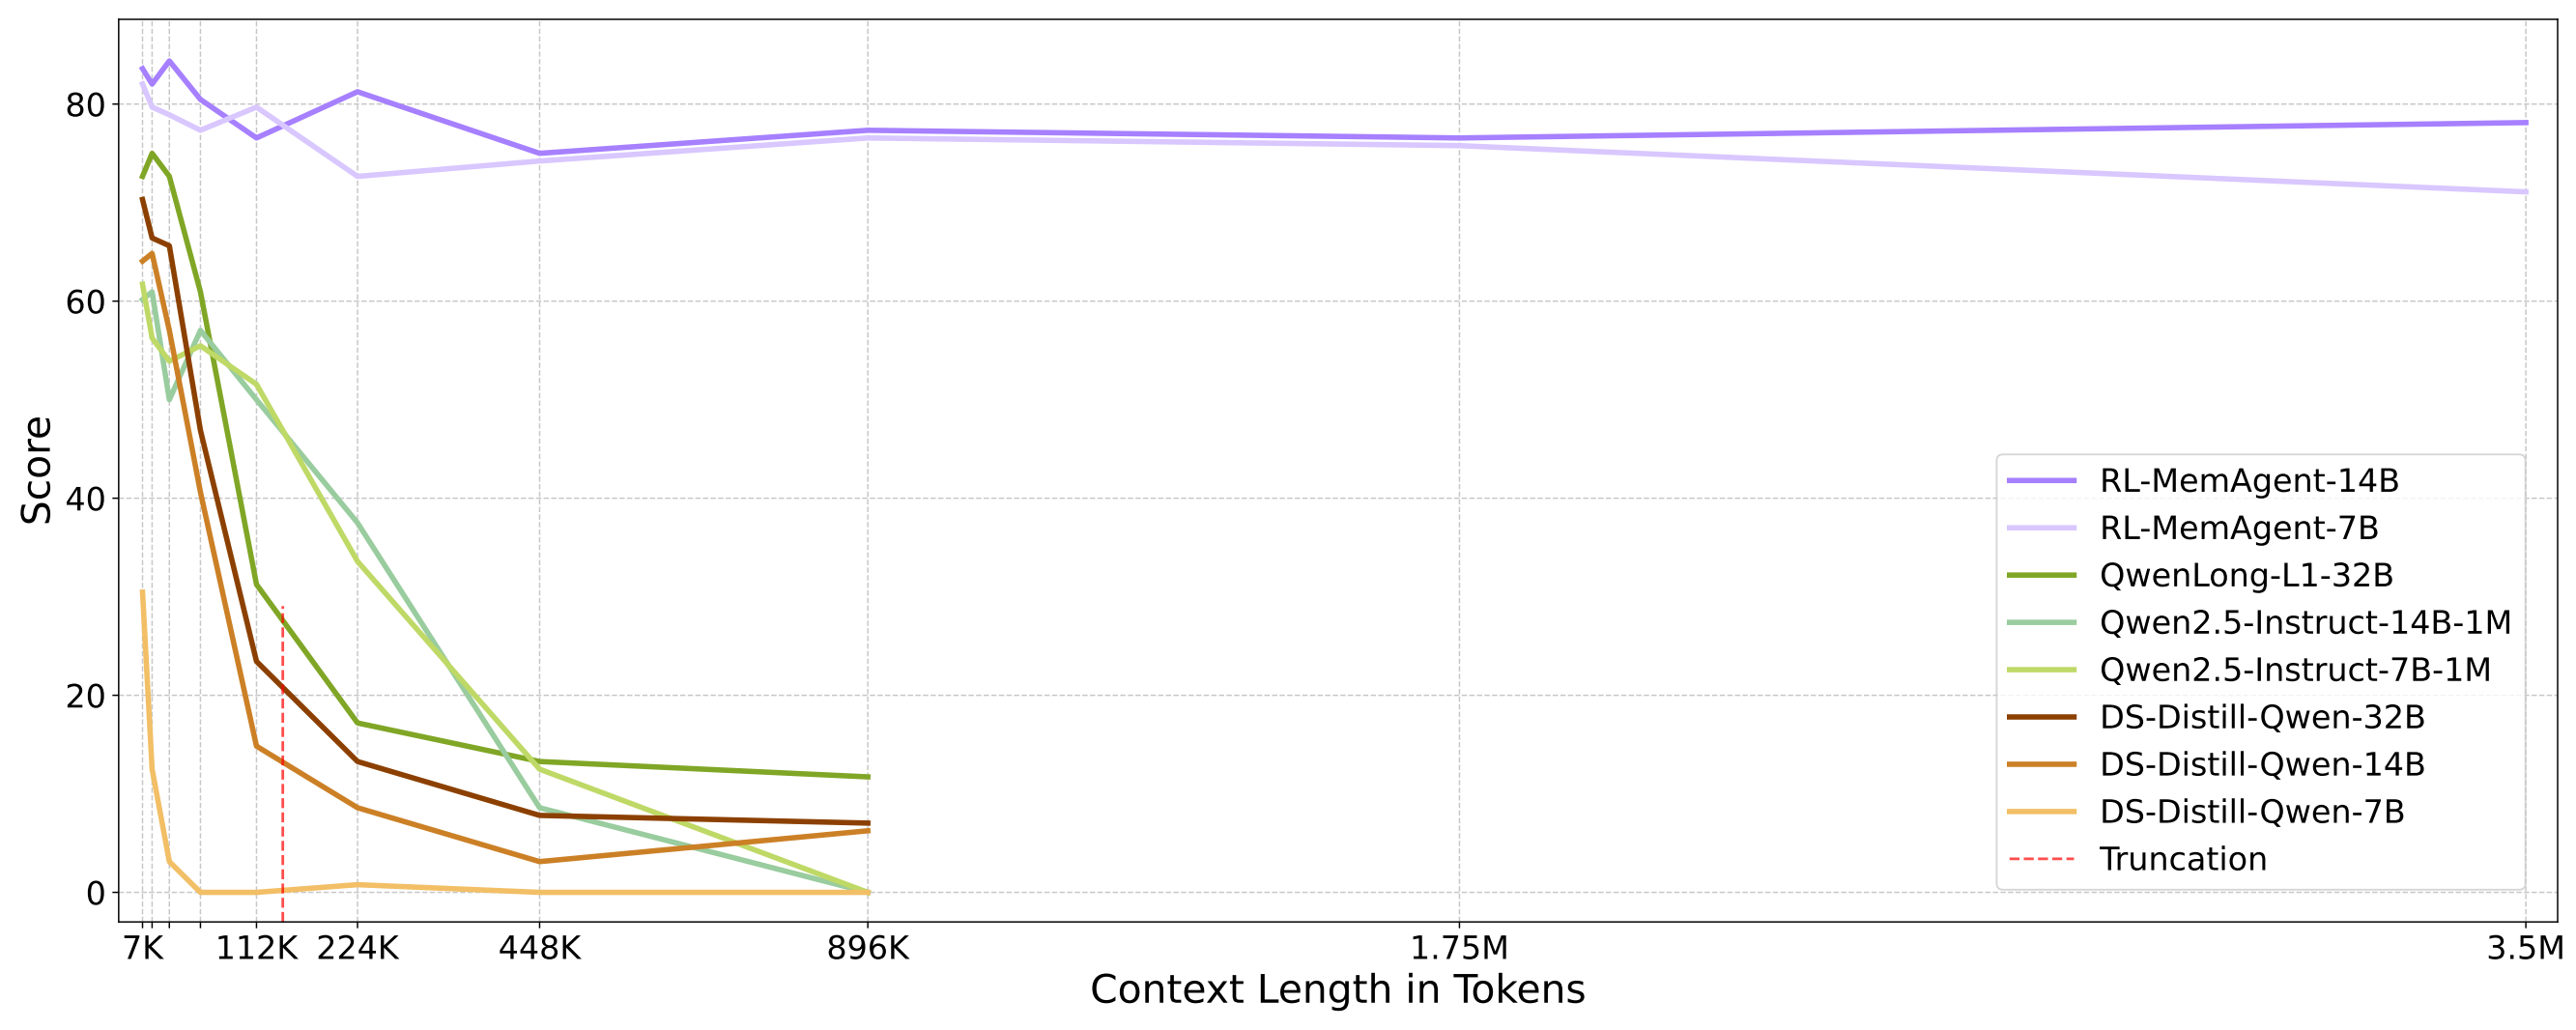 80
60
40
20
0
Score
7K 112K 224K 448K 896K 1.75M 3.5M
Context Length in Tokens
RL-MemAgent-14B
RL-MemAgent-7B
QwenLong-L1-32B
Qwen2.5-Instruct-14B-1M
Qwen2.5-Instruct-7B-1M
DS-Distill-Qwen-32B
DS-Distill-Qwen-14B
DS-Distill-Qwen-7B
Truncation